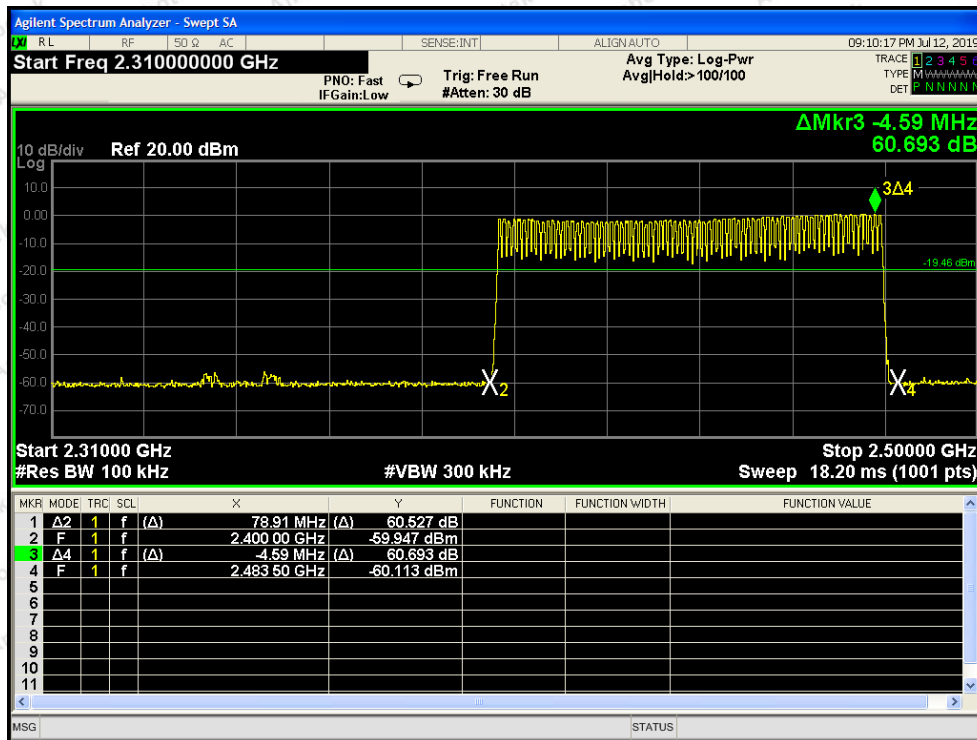 Agilent Spectrum Analyzer - Swept SA
LXI RL RF 50 Ω AC SENSE:INT ALIGN AUTO 09:10:17 PM Jul 12, 2019
Start Freq 2.310000000 GHz
PNO: Fast
IFGain:Low
Trig: Free Run
#Atten: 30 dB
Avg Type: Log-Pwr
Avg|Hold:>100/100
TRACE 1 2 3 4 5
TYPE M
DET P N N N N N
ΔMkr3 -4.59 MHz
60.693 dB
10 dB/div Ref 20.00 dBm
Log
10.0
3Δ4
0.00
-10.0
-19.46 dBm
-20.0
-30.0
-40.0
-50.0
-60.0
2
4
-70.0
Start 2.31000 GHz Stop 2.50000 GHz
#Res BW 100 kHz #VBW 300 kHz Sweep 18.20 ms (1001 pts)
MKR MODE TRC SCL X Y FUNCTION FUNCTION WIDTH FUNCTION VALUE
1 Δ2 1 f (Δ) 78.91 MHz (Δ) 60.527 dB
2 F 1 f 2.400 00 GHz -59.947 dBm
3 Δ4 1 f (Δ) -4.59 MHz (Δ) 60.693 dB
4 F 1 f 2.483 50 GHz -60.113 dBm
5
6
7
8
9
10
11
MSG STATUS